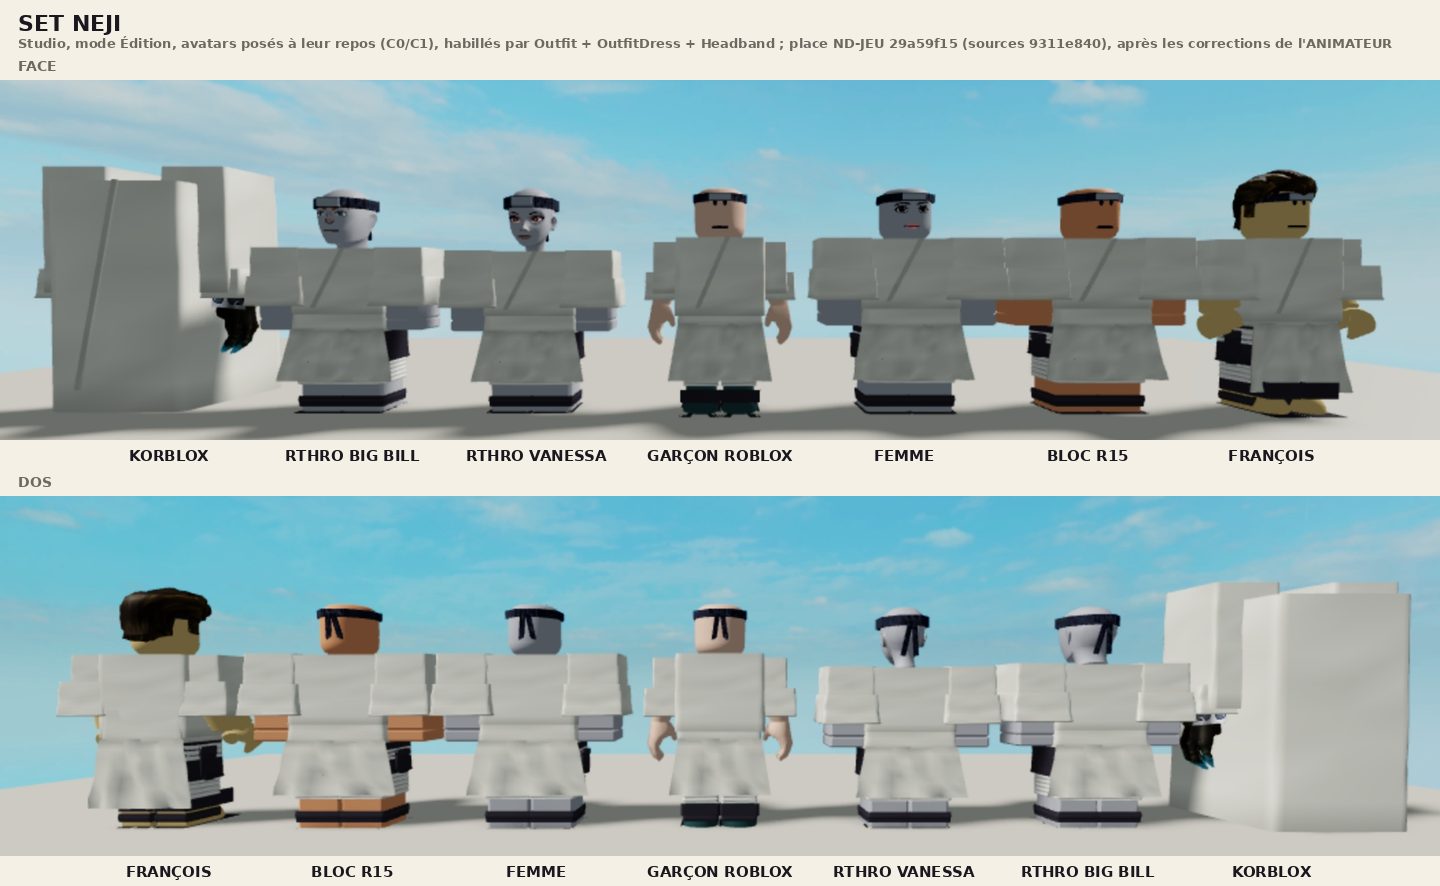 SET NEJI
Studio, mode Édition, avatars posés à leur repos (C0/C1), habillés par Outfit + OutfitDress + Headband ; place ND-JEU 29a59f15 (sources 9311e840), après les corrections de l'ANIMATEUR
FACE
KORBLOX RTHRO BIG BILL RTHRO VANESSA GARÇON ROBLOX FEMME BLOC R15 FRANÇOIS
DOS
FRANÇOIS BLOC R15 FEMME GARÇON ROBLOX RTHRO VANESSA RTHRO BIG BILL KORBLOX